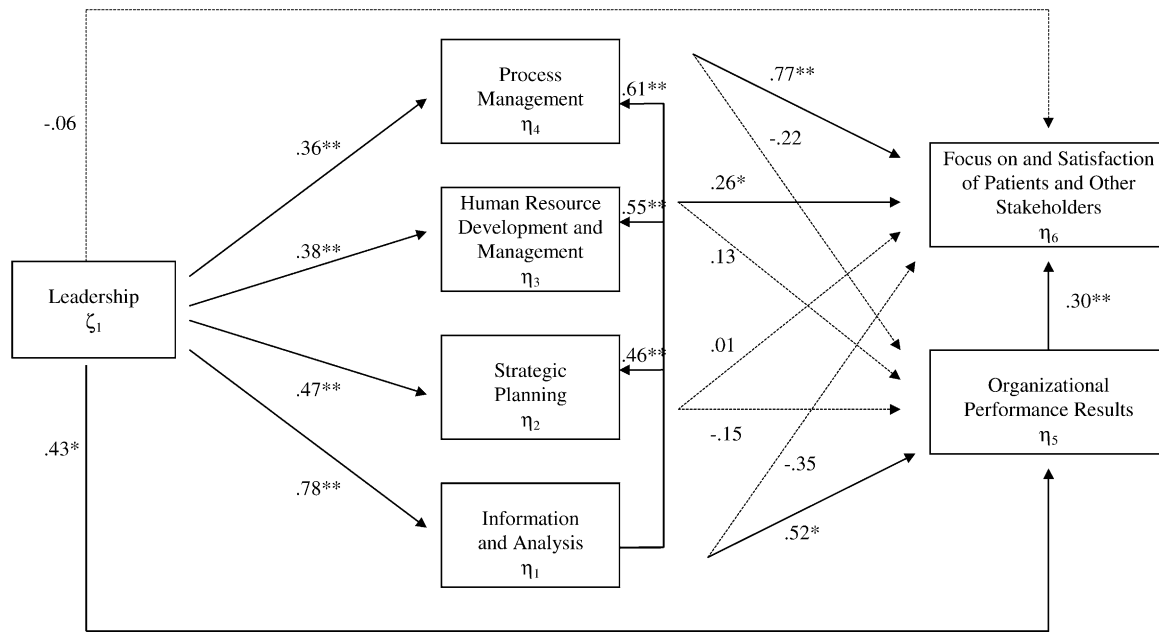 Process
Management
η4
.61**
.77**
-.06
-.22
.36**
Focus on and Satisfaction
of Patients and Other
Stakeholders
η6
Human Resource
Development and
Management
η3
.55**
.26*
.38**
.13
Leadership
ζ1
.30**
.01
Strategic
Planning
η2
.46**
Organizational
Performance Results
η5
.47**
-.15
.43*
-.35
.78**
Information
and Analysis
η1
.52*